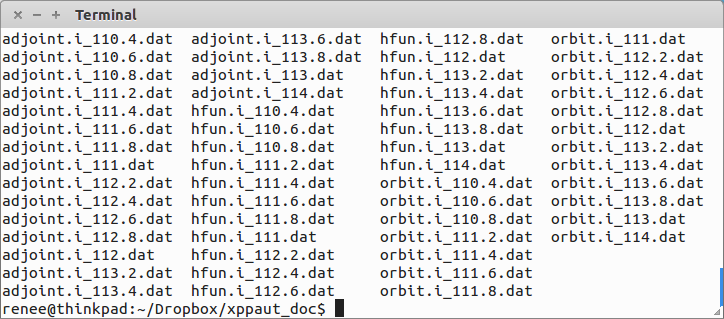 Terminal
adjoint.i_110.4.dat adjoint.i_113.6.dat hfun.i_112.8.dat orbit.i_111.dat
adjoint.i_110.6.dat adjoint.i_113.8.dat hfun.i_112.dat orbit.i_112.2.dat
adjoint.i_110.8.dat adjoint.i_113.dat hfun.i_113.2.dat orbit.i_112.4.dat
adjoint.i_111.2.dat adjoint.i_114.dat hfun.i_113.4.dat orbit.i_112.6.dat
adjoint.i_111.4.dat hfun.i_110.4.dat hfun.i_113.6.dat orbit.i_112.8.dat
adjoint.i_111.6.dat hfun.i_110.6.dat hfun.i_113.8.dat orbit.i_112.dat
adjoint.i_111.8.dat hfun.i_110.8.dat hfun.i_113.dat orbit.i_113.2.dat
adjoint.i_111.dat hfun.i_111.2.dat hfun.i_114.dat orbit.i_113.4.dat
adjoint.i_112.2.dat hfun.i_111.4.dat orbit.i_110.4.dat orbit.i_113.6.dat
adjoint.i_112.4.dat hfun.i_111.6.dat orbit.i_110.6.dat orbit.i_113.8.dat
adjoint.i_112.6.dat hfun.i_111.8.dat orbit.i_110.8.dat orbit.i_113.dat
adjoint.i_112.8.dat hfun.i_111.dat orbit.i_111.2.dat orbit.i_114.dat
adjoint.i_112.dat hfun.i_112.2.dat orbit.i_111.4.dat
adjoint.i_113.2.dat hfun.i_112.4.dat orbit.i_111.6.dat
adjoint.i_113.4.dat hfun.i_112.6.dat orbit.i_111.8.dat
renee@thinkpad:~/Dropbox/xppaut_doc$